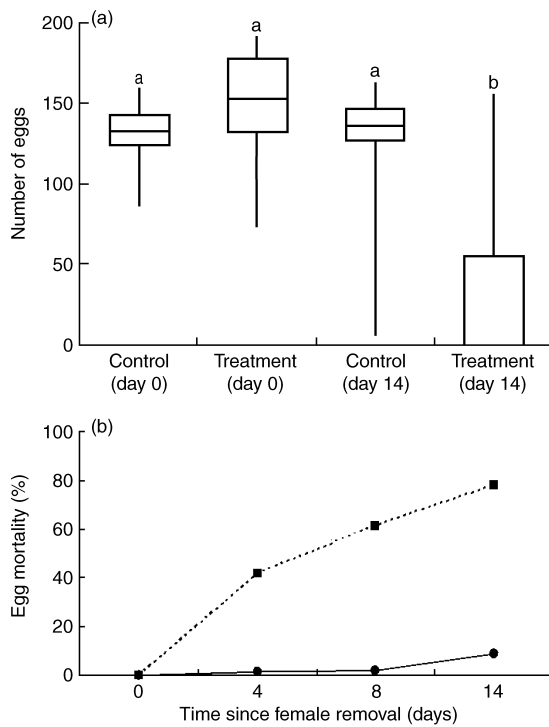 (a)
200
150
100
50
0
Number of eggs
a
a
a
b
Control
(day 0)
Treatment
(day 0)
Control
(day 14)
Treatment
(day 14)
(b)
100
80
60
40
20
0
Egg mortality (%)
0
4
8
14
Time since female removal (days)